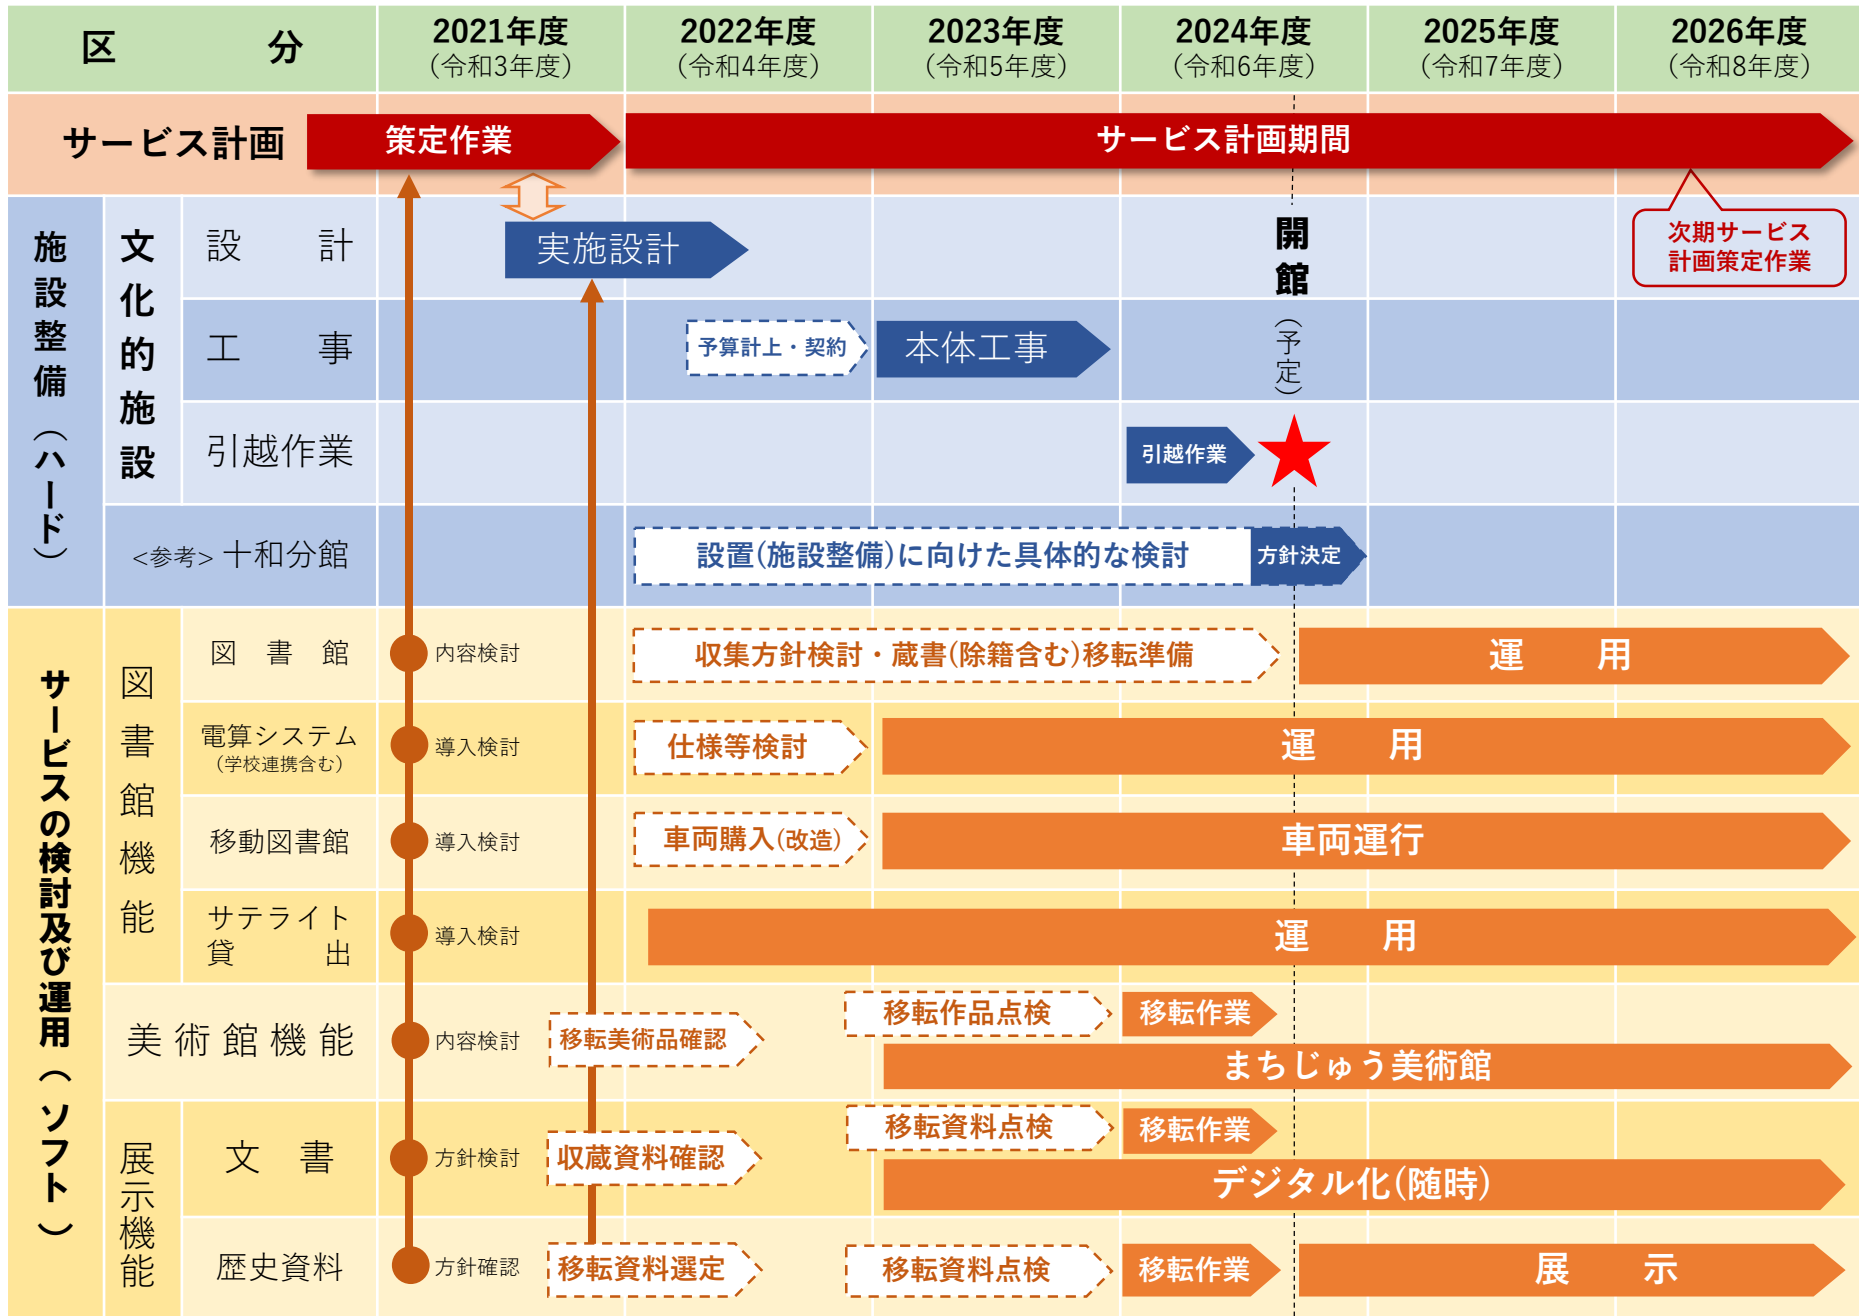 区　　分
2021年度
(令和3年度)
2022年度
(令和4年度)
2023年度
(令和5年度)
2024年度
(令和6年度)
2025年度
(令和7年度)
2026年度
(令和8年度)
サービス計画
策定作業
サービス計画期間
次期サービス
計画策定作業
施設整備（ハード）
文化的施設
設　計
実施設計
開館（予定）
工　事
予算計上・契約
本体工事
引越作業
引越作業
<参考> 十和分館
設置(施設整備)に向けた具体的な検討
方針決定
サービスの検討及び運用（ソフト）
図書館機能
図　書　館
内容検討
収集方針検討・蔵書(除籍含む)移転準備
運　用
電算システム
(学校連携含む)
導入検討
仕様等検討
運　用
移動図書館
導入検討
車両購入(改造)
車両運行
サテライト
貸　出
導入検討
運　用
美術館機能
内容検討
移転美術品確認
移転作品点検
移転作業
まちじゅう美術館
展示機能
文　書
方針検討
収蔵資料確認
移転資料点検
移転作業
デジタル化(随時)
歴史資料
方針確認
移転資料選定
移転資料点検
移転作業
展　示